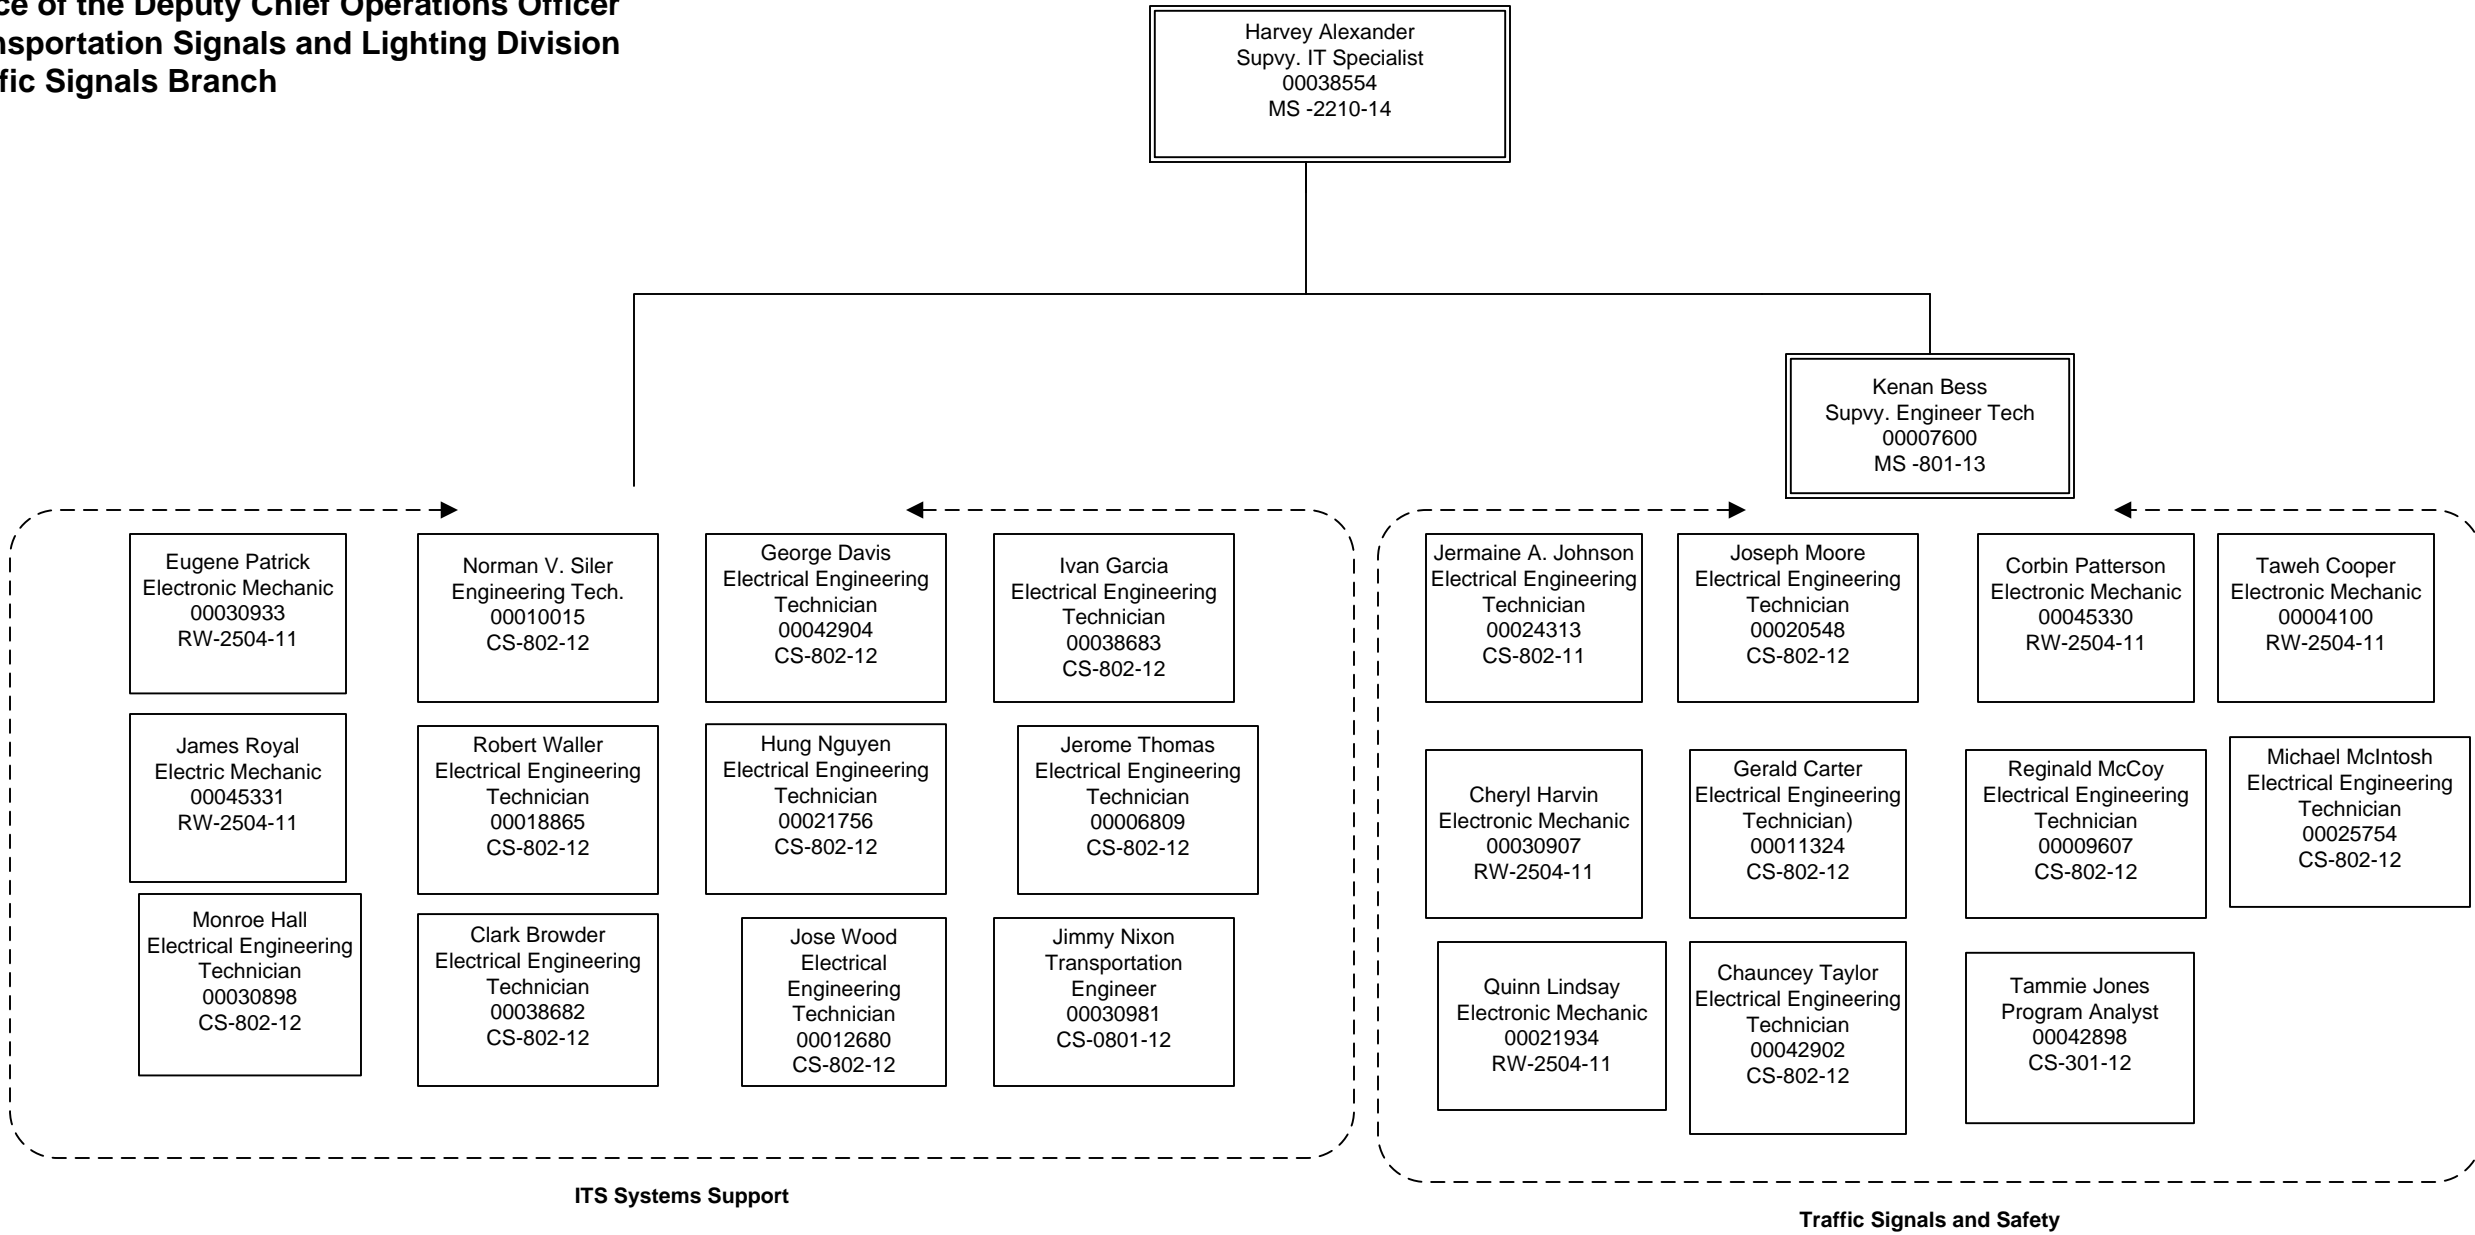 of the Deputy Chief Operations Officer
Signals and Lighting Division
Signals Branch
Harvey Alexander
Supvy. IT Specialist
00038554
MS -2210-14
Kenan Bess
Supvy. Engineer Tech
00007600
MS -801-13
Eugene Patrick
Electronic Mechanic
00030933
RW-2504-11
Norman V. Siler
Engineering Tech.
00010015
CS-802-12
George Davis
Electrical Engineering
Technician
00042904
CS-802-12
Ivan Garcia
Electrical Engineering
Technician
00038683
CS-802-12
James Royal
Electric Mechanic
00045331
RW-2504-11
Robert Waller
Electrical Engineering
Technician
00018865
CS-802-12
Hung Nguyen
Electrical Engineering
Technician
00021756
CS-802-12
Jerome Thomas
Electrical Engineering
Technician
00006809
CS-802-12
Monroe Hall
Electrical Engineering
Technician
00030898
CS-802-12
Clark Browder
Electrical Engineering
Technician
00038682
CS-802-12
Jose Wood
Electrical
Engineering
Technician
00012680
CS-802-12
Jimmy Nixon
Transportation
Engineer
00030981
CS-0801-12
ITS Systems Support
Jermaine A. Johnson
Electrical Engineering
Technician
00024313
CS-802-11
Joseph Moore
Electrical Engineering
Technician
00020548
CS-802-12
Corbin Patterson
Electronic Mechanic
00045330
RW-2504-11
Taweh Cooper
Electronic Mechanic
00004100
RW-2504-11
Cheryl Harvin
Electronic Mechanic
00030907
RW-2504-11
Gerald Carter
Electrical Engineering
Technician)
00011324
CS-802-12
Reginald McCoy
Electrical Engineering
Technician
00009607
CS-802-12
Michael McIntosh
Electrical Engineering
Technician
00025754
CS-802-12
Quinn Lindsay
Electronic Mechanic
00021934
RW-2504-11
Chauncey Taylor
Electrical Engineering
Technician
00042902
CS-802-12
Tammie Jones
Program Analyst
00042898
CS-301-12
Traffic Signals and Safety